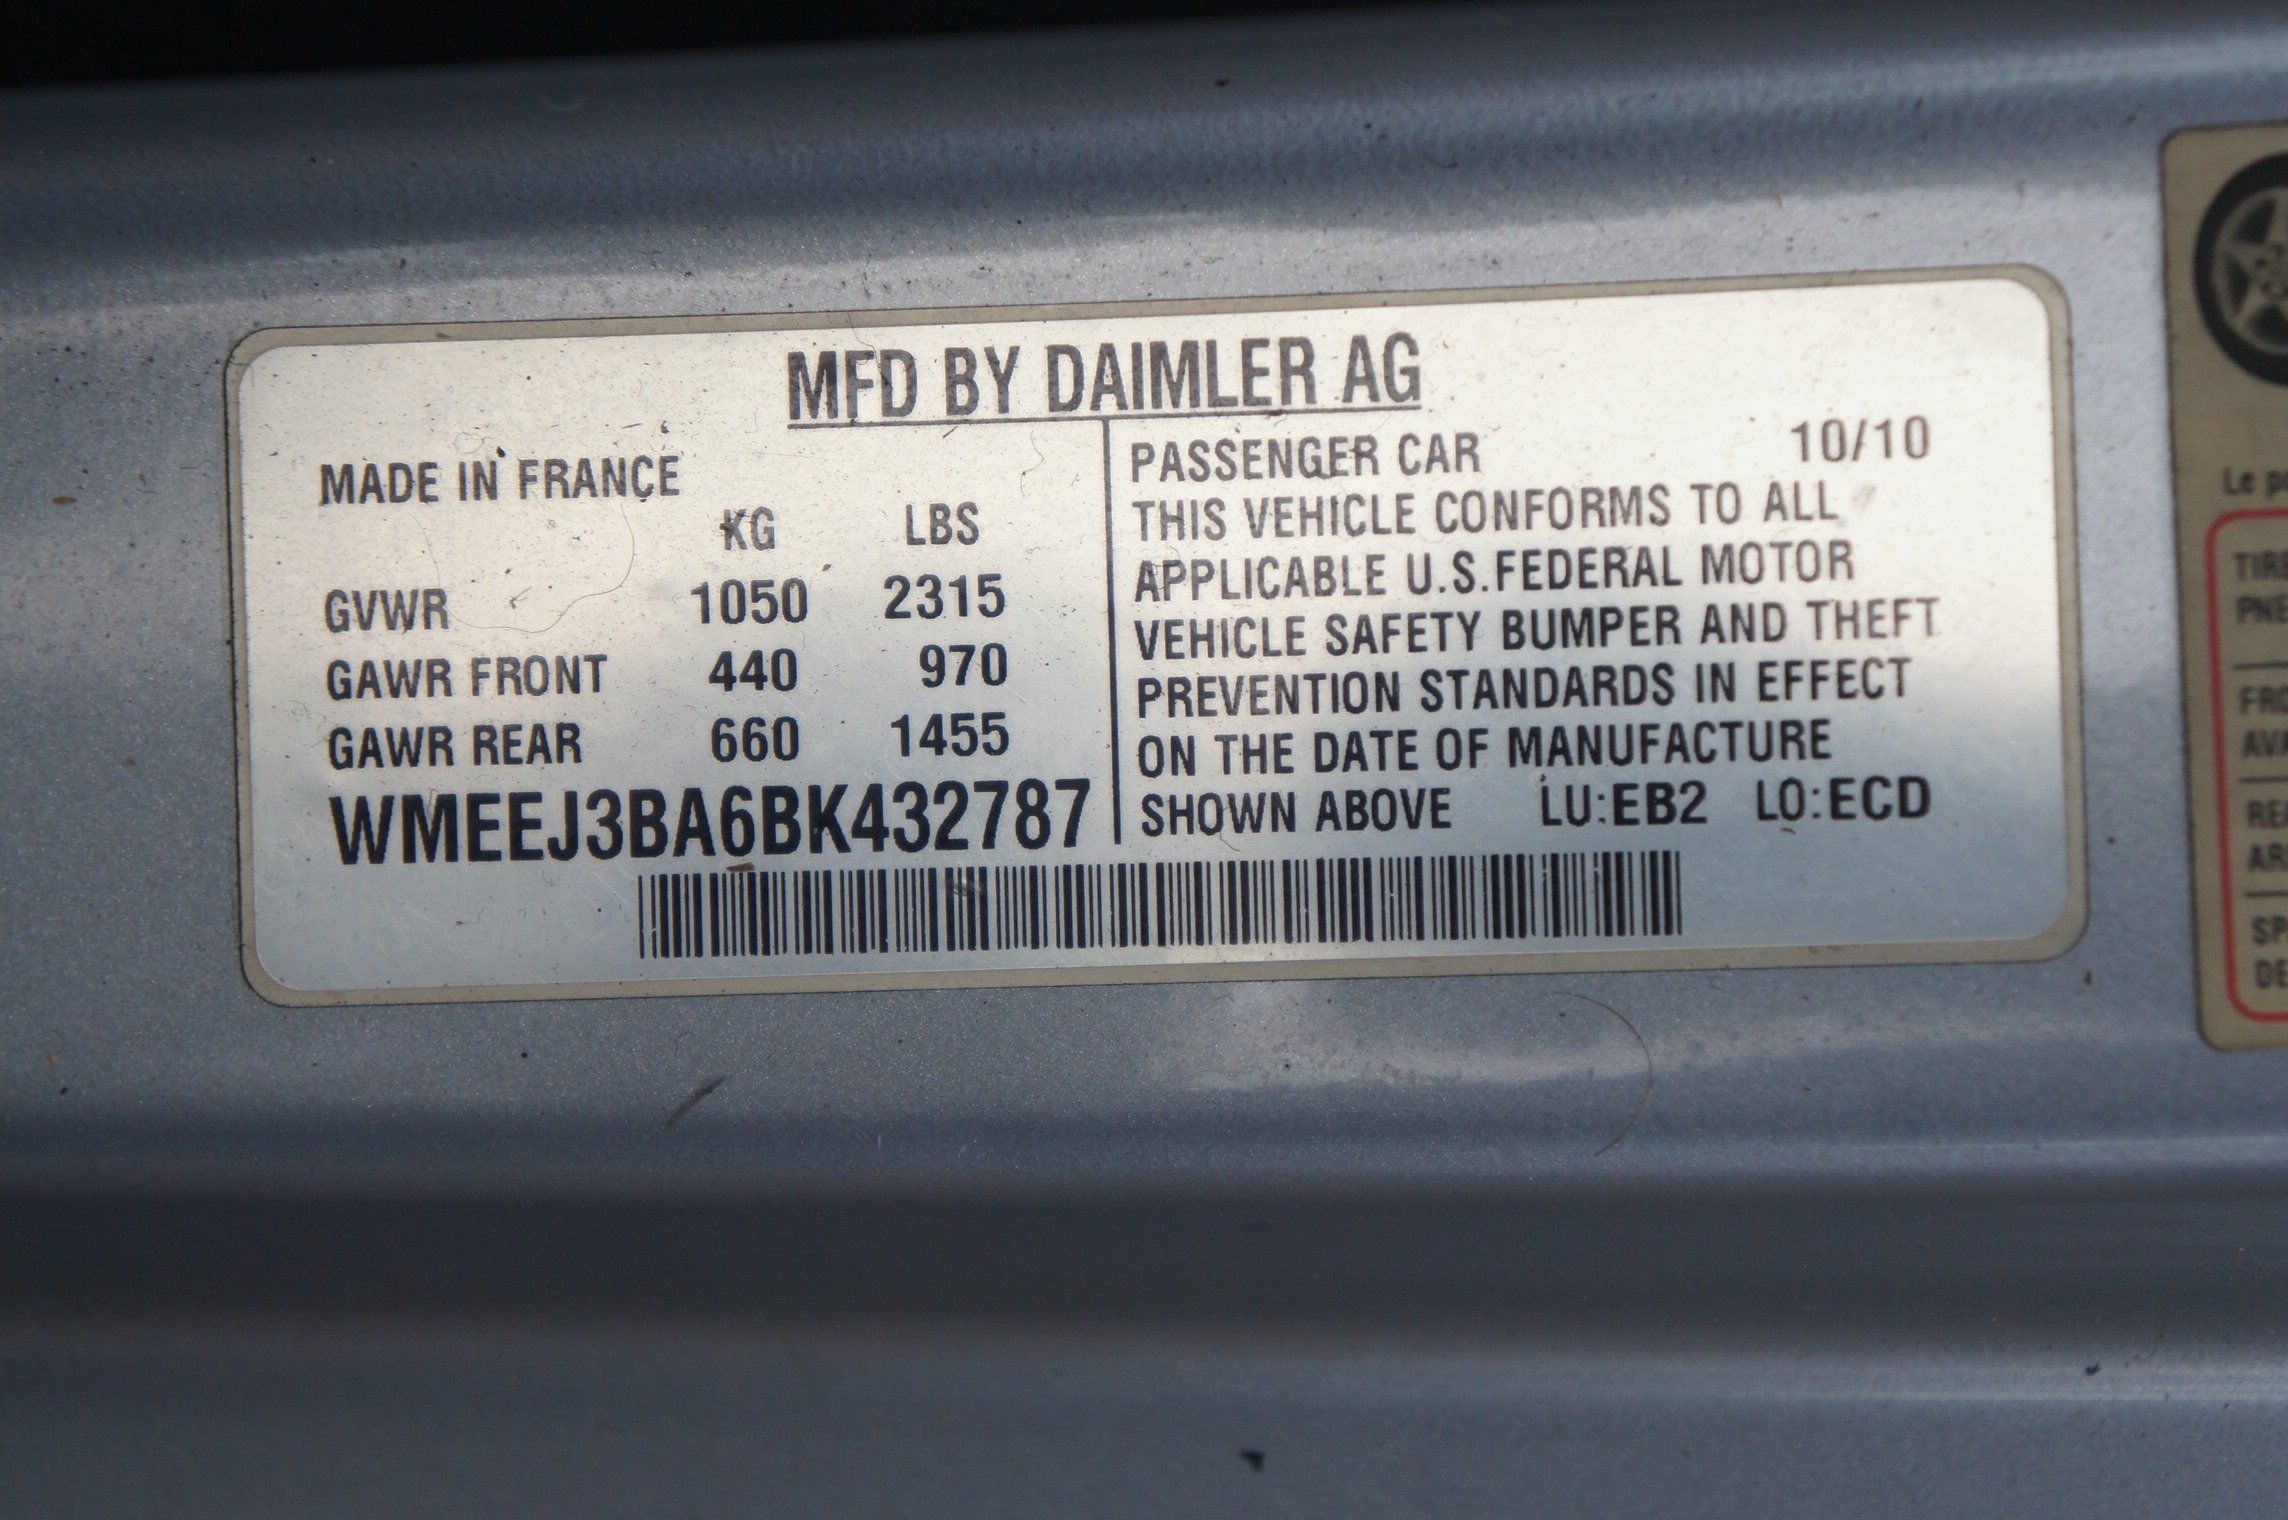 MFD BY DAIMLER AG
MADE IN FRANCE
KG LBS
GVWR 1050 2315
GAWR FRONT 440 970
GAWR REAR 660 1455
WMEEJ3BA6BK432787
PASSENGER CAR 10/10
THIS VEHICLE CONFORMS TO ALL
APPLICABLE U.S.FEDERAL MOTOR
VEHICLE SAFETY BUMPER AND THEFT
PREVENTION STANDARDS IN EFFECT
ON THE DATE OF MANUFACTURE
SHOWN ABOVE LU:EB2 LO:ECD
Le